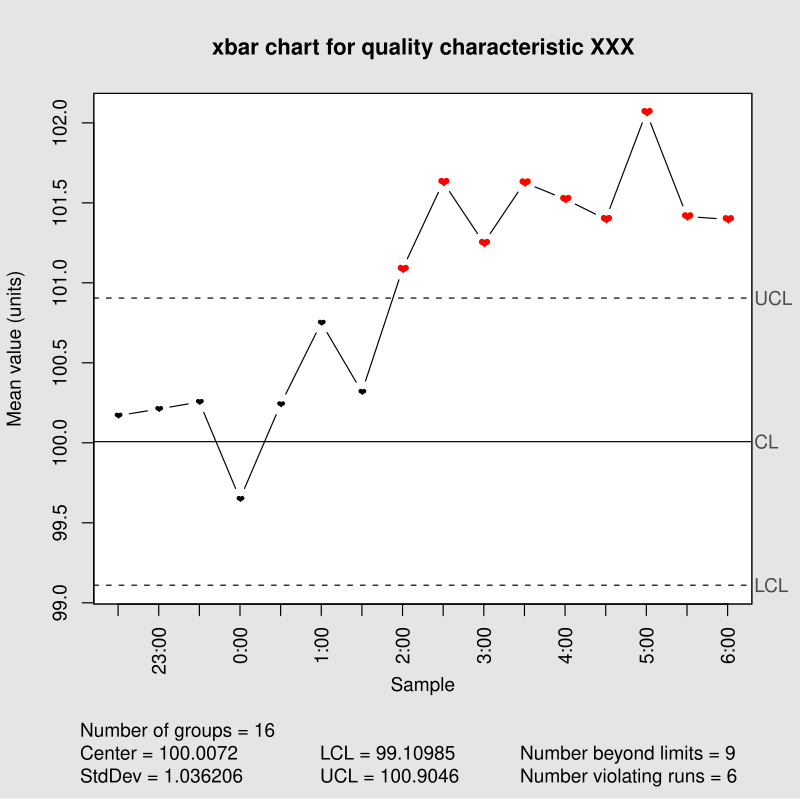 xbar chart for quality characteristic XXX
Mean value (units)
102.0
101.5
101.0
100.5
100.0
99.5
99.0
UCL
CL
LCL
23:00 0:00 1:00 2:00 3:00 4:00 5:00 6:00
Sample
Number of groups = 16
Center = 100.0072 LCL = 99.10985 Number beyond limits = 9
StdDev = 1.036206 UCL = 100.9046 Number violating runs = 6